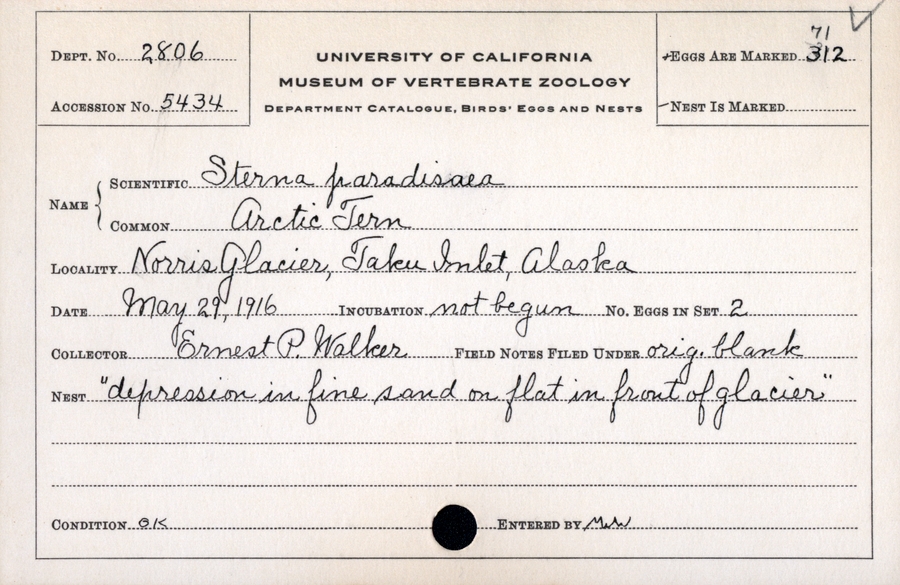 71
DEPT. No. 2806 UNIVERSITY OF CALIFORNIA EGGS ARE MARKED 312
MUSEUM OF VERTEBRATE ZOOLOGY
ACCESSION No. 5434 DEPARTMENT CATALOGUE, BIRDS' EGGS AND NESTS NEST IS MARKED
NAME
SCIENTIFIC Sterna paradisaea
COMMON Arctic Tern
LOCALITY Norris Glacier, Taku Inlet, Alaska
DATE May 29, 1916 INCUBATION not begun No. EGGS IN SET 2
COLLECTOR Ernest P. Walker FIELD NOTES FILED UNDER orig. blank
NEST "depression in fine sand on flat in front of glacier"
CONDITION OK ENTERED BY